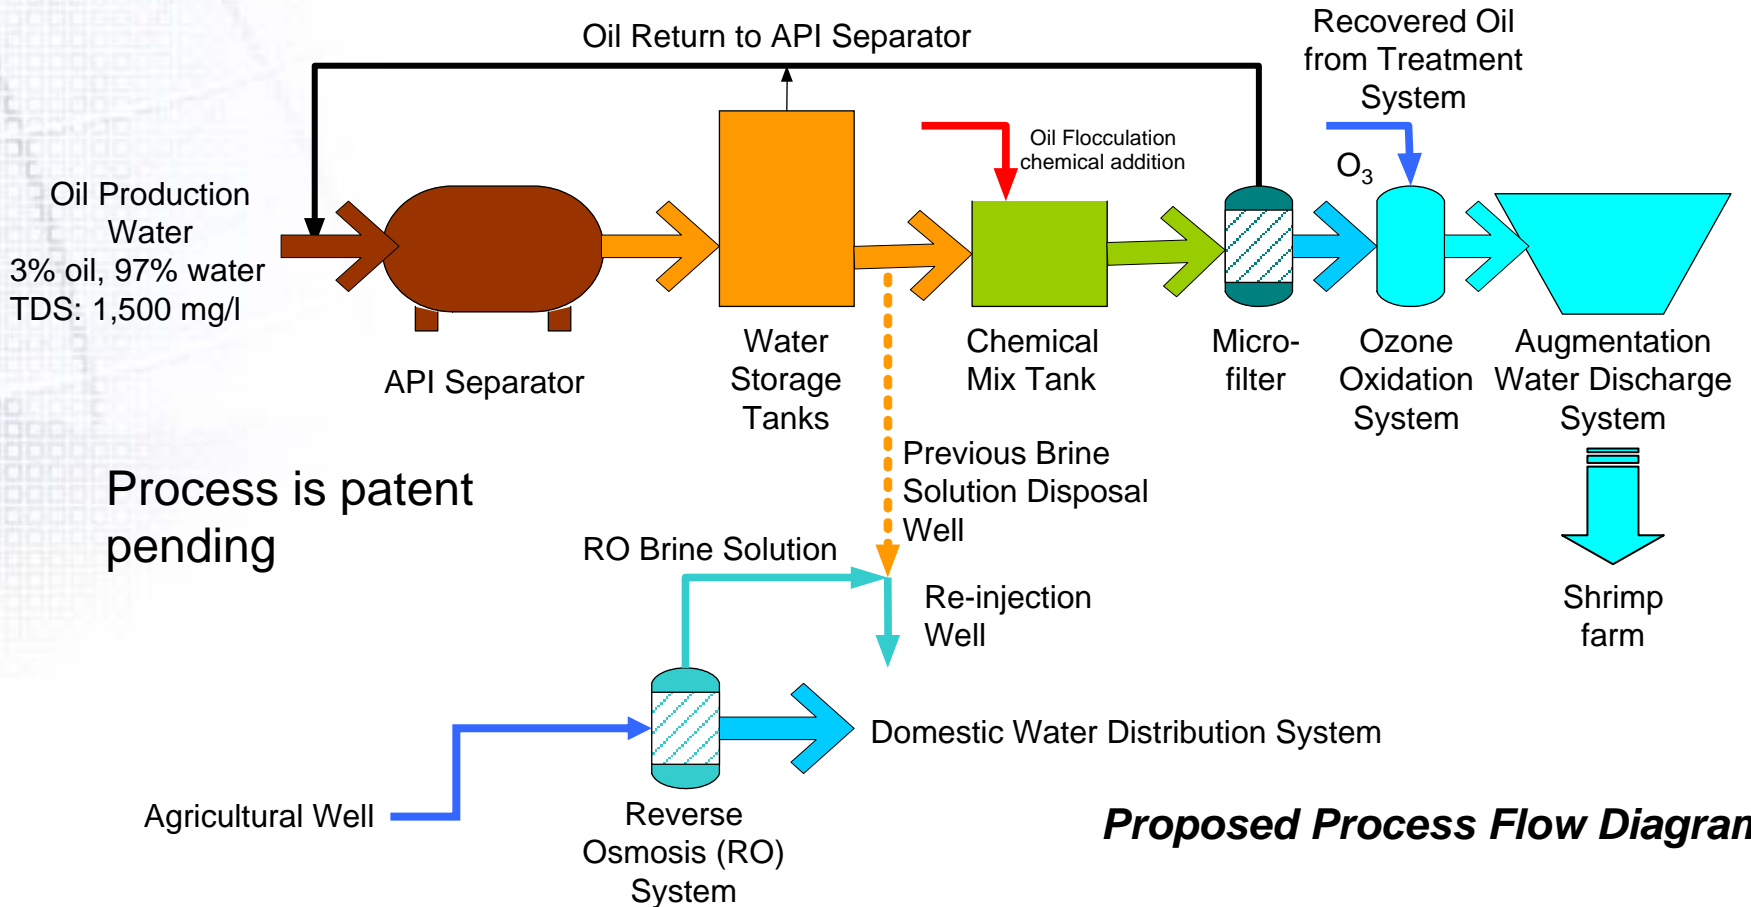 Oil Return to API Separator
Recovered Oil
from Treatment
System
Oil Flocculation
chemical addition
O3
Oil Production
Water
3% oil, 97% water
TDS: 1,500 mg/l
API Separator
Water
Storage
Tanks
Chemical
Mix Tank
Micro-
filter
Ozone
Oxidation
System
Augmentation
Water Discharge
System
Process is patent
pending
Previous Brine
Solution Disposal
Well
RO Brine Solution
Re-injection
Well
Shrimp
farm
Domestic Water Distribution System
Agricultural Well
Reverse
Osmosis (RO)
System
Proposed Process Flow Diagram